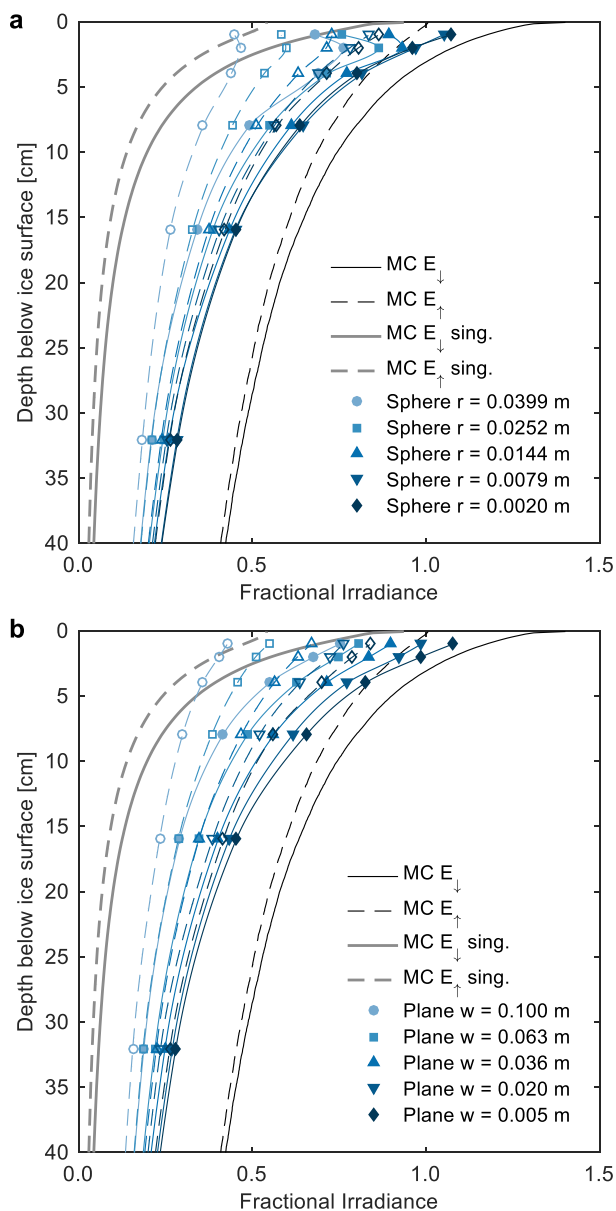 a
0
5
10
15
20
25
30
35
40
Depth below ice surface [cm]
MC E↓
MC E↑
MC E↓ sing.
MC E↑ sing.
Sphere r = 0.0399 m
Sphere r = 0.0252 m
Sphere r = 0.0144 m
Sphere r = 0.0079 m
Sphere r = 0.0020 m
0.0 0.5 1.0 1.5
Fractional Irradiance
b
0
5
10
15
20
25
30
35
40
Depth below ice surface [cm]
MC E↓
MC E↑
MC E↓ sing.
MC E↑ sing.
Plane w = 0.100 m
Plane w = 0.063 m
Plane w = 0.036 m
Plane w = 0.020 m
Plane w = 0.005 m
0.0 0.5 1.0 1.5
Fractional Irradiance